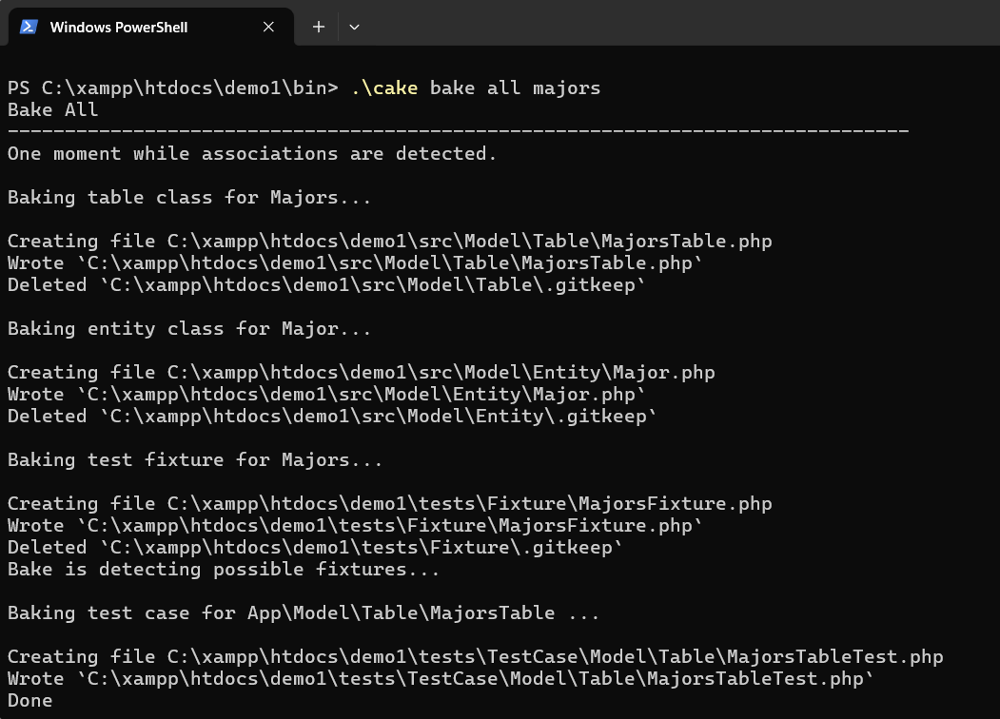 Windows PowerShell
PS C:\xampp\htdocs\demo1\bin> .\cake bake all majors
Bake All
-------------------------------------------------------------------------------
One moment while associations are detected.
Baking table class for Majors...
Creating file C:\xampp\htdocs\demo1\src\Model\Table\MajorsTable.php
Wrote `C:\xampp\htdocs\demo1\src\Model\Table\MajorsTable.php`
Deleted `C:\xampp\htdocs\demo1\src\Model\Table\.gitkeep`
Baking entity class for Major...
Creating file C:\xampp\htdocs\demo1\src\Model\Entity\Major.php
Wrote `C:\xampp\htdocs\demo1\src\Model\Entity\Major.php`
Deleted `C:\xampp\htdocs\demo1\src\Model\Entity\.gitkeep`
Baking test fixture for Majors...
Creating file C:\xampp\htdocs\demo1\tests\Fixture\MajorsFixture.php
Wrote `C:\xampp\htdocs\demo1\tests\Fixture\MajorsFixture.php`
Deleted `C:\xampp\htdocs\demo1\tests\Fixture\.gitkeep`
Bake is detecting possible fixtures...
Baking test case for App\Model\Table\MajorsTable ...
Creating file C:\xampp\htdocs\demo1\tests\TestCase\Model\Table\MajorsTableTest.php
Wrote `C:\xampp\htdocs\demo1\tests\TestCase\Model\Table\MajorsTableTest.php`
Done